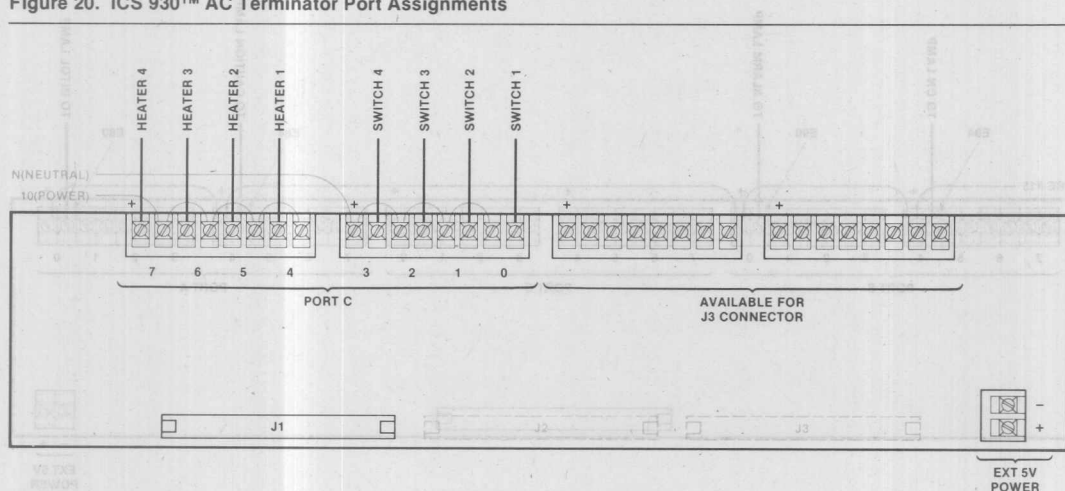 Figure 20. ICS 930™ AC Terminator Port Assignments
HEATER 4
HEATER 3
HEATER 2
HEATER 1
SWITCH 4
SWITCH 3
SWITCH 2
SWITCH 1
N(NEUTRAL)
10(POWER)
+ + + +
7 6 5 4 3 2 1 0
PORT C
AVAILABLE FOR
J3 CONNECTOR
J1 J2 J3
−
+
EXT 5V
POWER